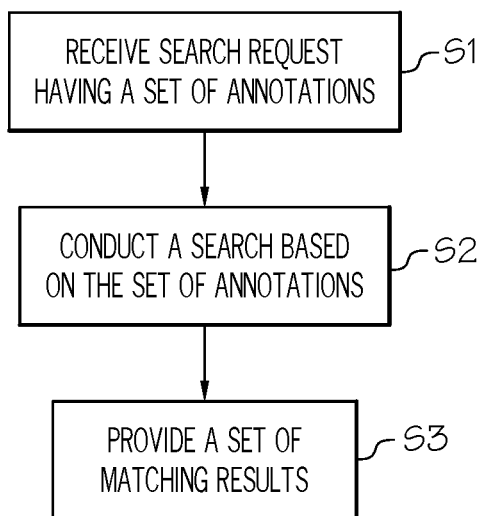 RECEIVE SEARCH REQUEST
HAVING A SET OF ANNOTATIONS
S1
CONDUCT A SEARCH BASED
ON THE SET OF ANNOTATIONS
S2
PROVIDE A SET OF
MATCHING RESULTS
S3